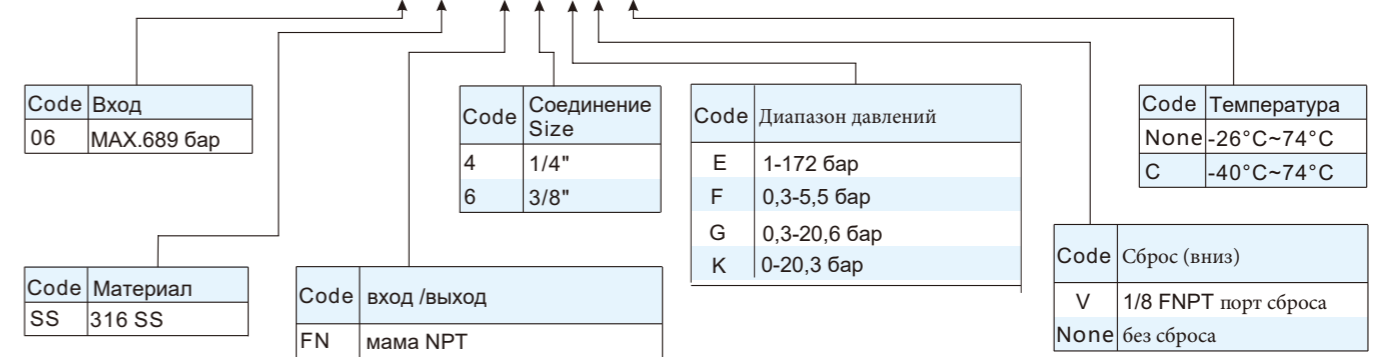 Code Вход
06 MAX.689 бар
Code Соединение
Size
4 1/4"
6 3/8"
Code Диапазон давлений
E 1-172 бар
F 0,3-5,5 бар
G 0,3-20,6 бар
K 0-20,3 бар
Code Температура
None -26°C~74°C
C -40°C~74°C
Code Материал
SS 316 SS
Code вход /выход
FN мама NPT
Code Сброс (вниз)
V 1/8 FNPT порт сброса
None без сброса